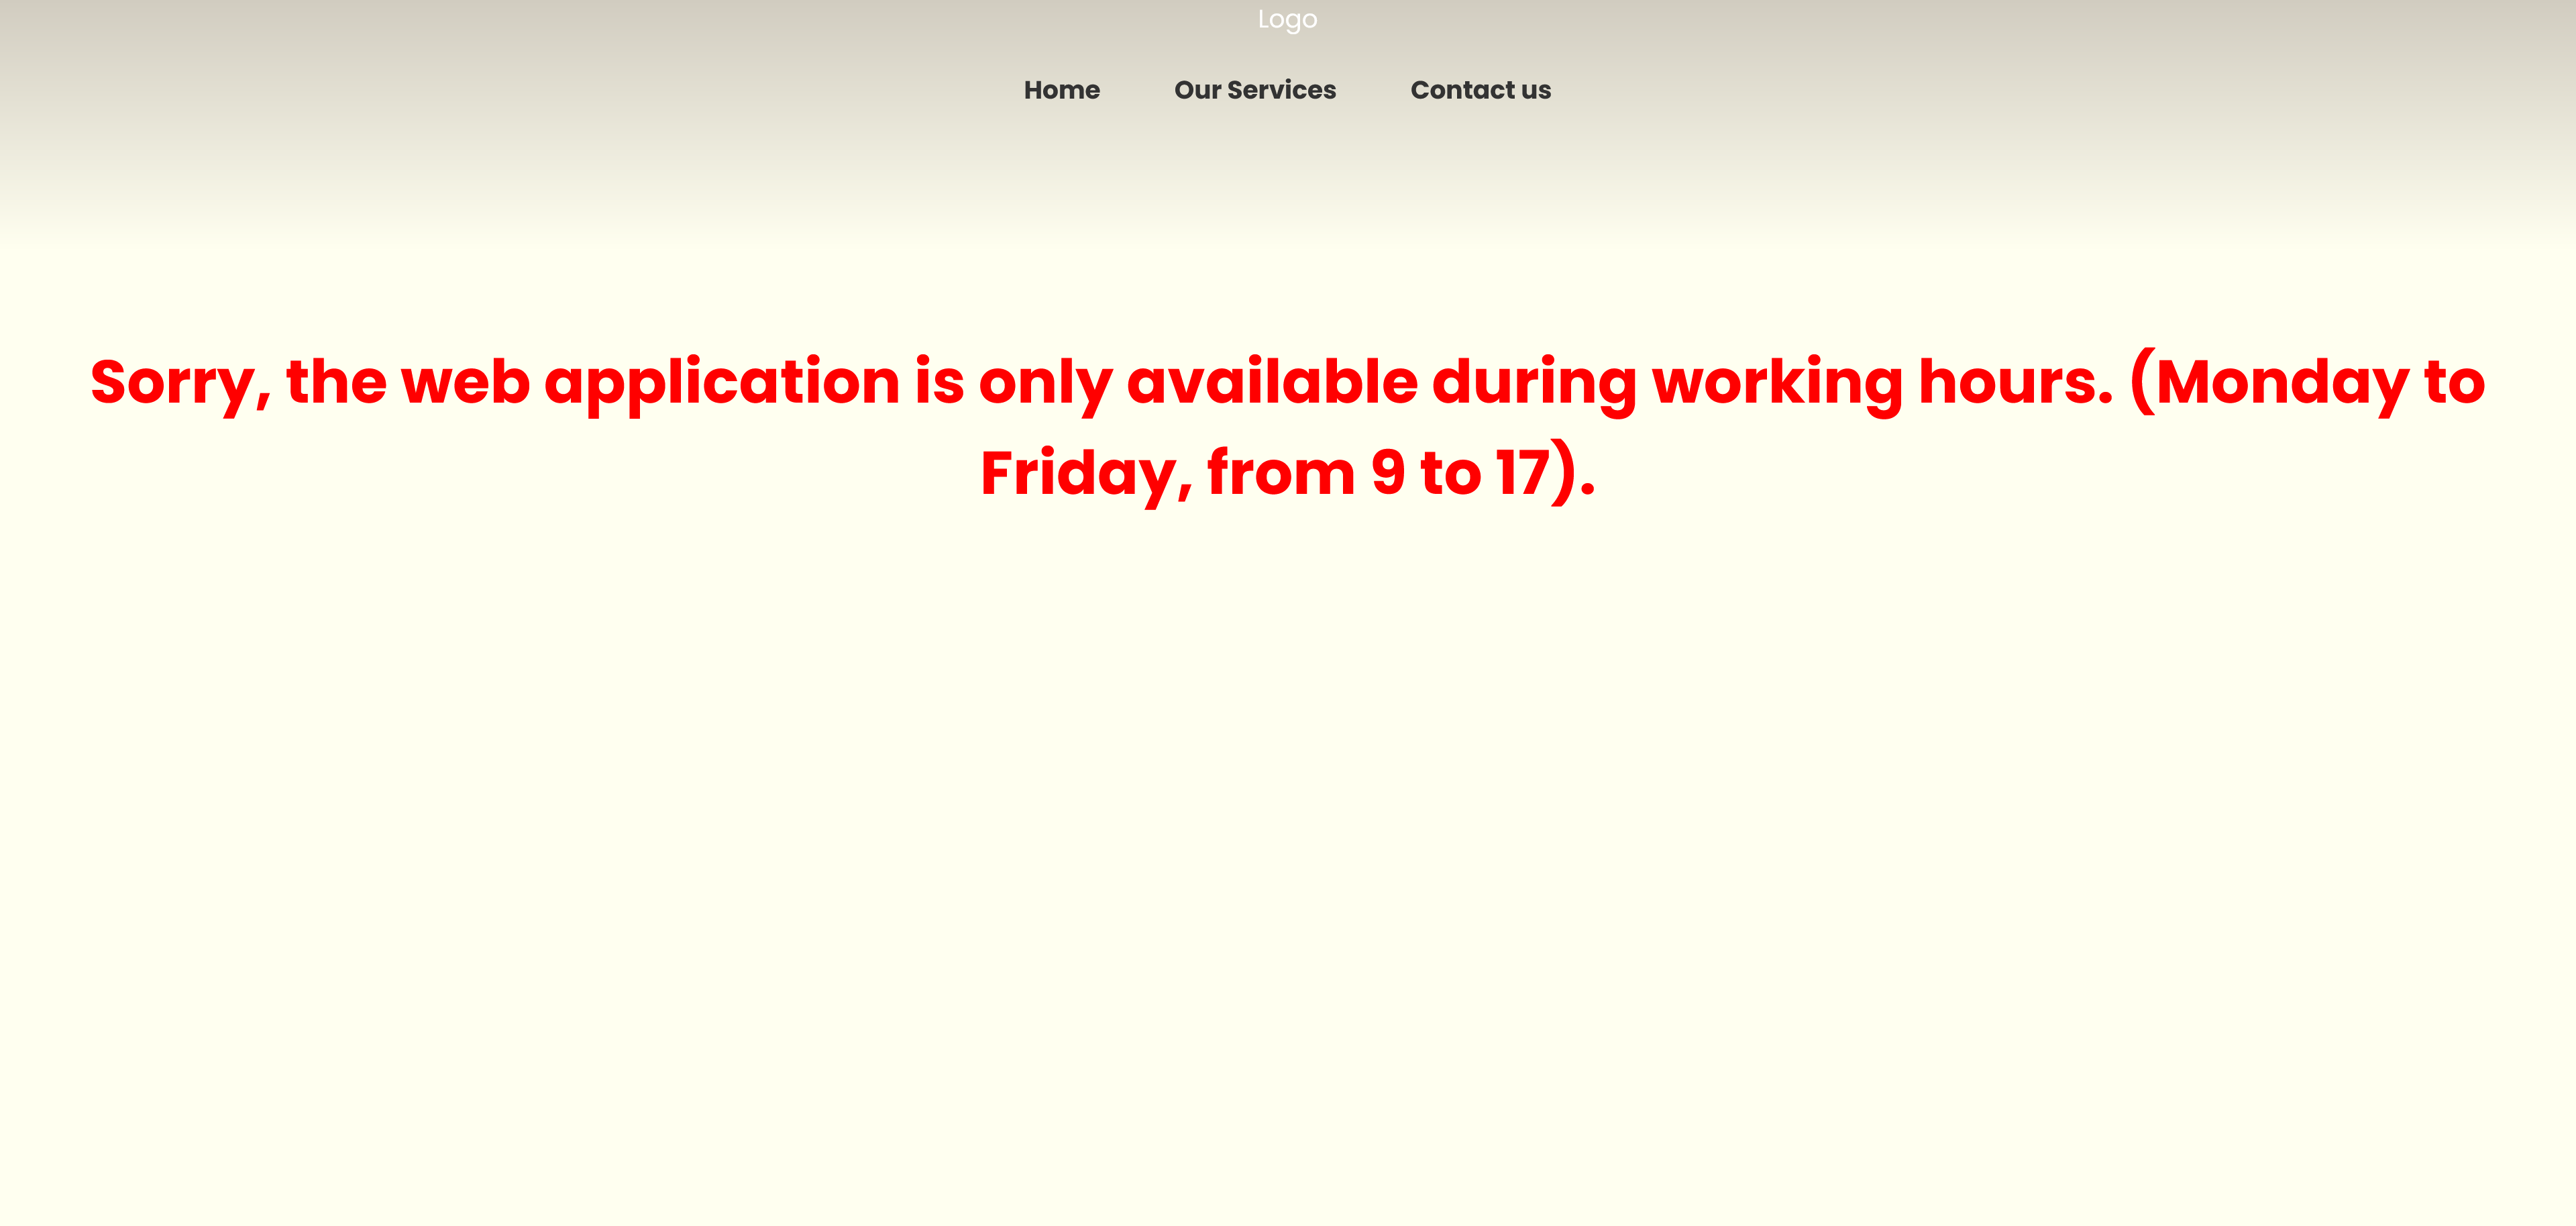 Logo
Home Our Services Contact us
Sorry, the web application is only available during working hours. (Monday to
Friday, from 9 to 17).